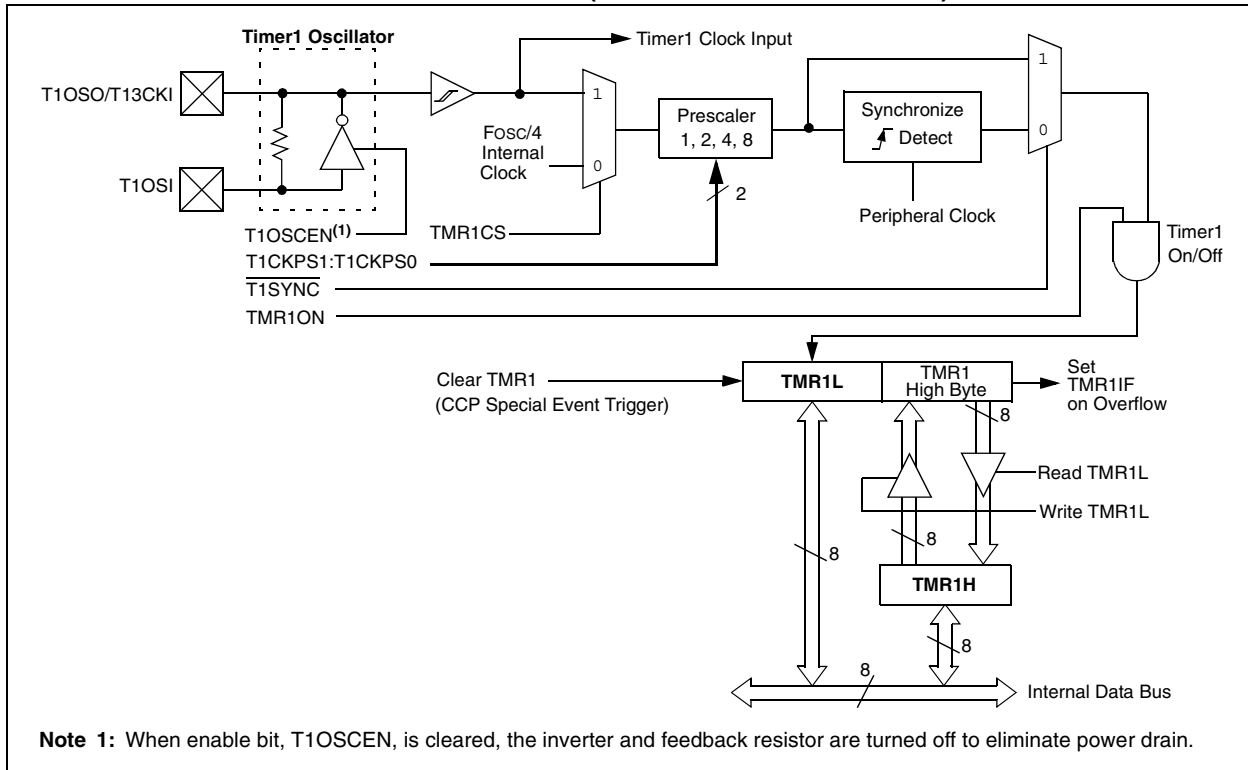 Timer1 Oscillator
Timer1 Clock Input
T1OSO/T13CKI
1
1
Prescaler
1, 2, 4, 8
Synchronize
Detect
FOSC/4
Internal
Clock
0
0
T1OSI
2
Peripheral Clock
T1OSCEN(1)
TMR1CS
Timer1
On/Off
T1CKPS1:T1CKPS0
T1SYNC
TMR1ON
Clear TMR1
(CCP Special Event Trigger)
TMR1L
TMR1
High Byte
Set
TMR1IF
on Overflow
8
Read TMR1L
Write TMR1L
8
8
TMR1H
8
8
Internal Data Bus
Note 1: When enable bit, T1OSCEN, is cleared, the inverter and feedback resistor are turned off to eliminate power drain.